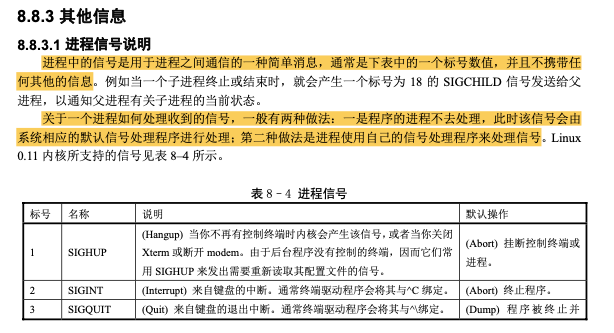 8.8.3 其他信息
8.8.3.1 进程信号说明
进程中的信号是用于进程之间通信的一种简单消息，通常是下表中的一个标号数值，并且不携带任
何其他的信息。例如当一个子进程终止或结束时，就会产生一个标号为 18 的 SIGCHILD 信号发送给父
进程，以通知父进程有关子进程的当前状态。
关于一个进程如何处理收到的信号，一般有两种做法：一是程序的进程不去处理，此时该信号会由
系统相应的默认信号处理程序进行处理；第二种做法是进程使用自己的信号处理程序来处理信号。Linux
0.11 内核所支持的信号见表 8–4 所示。
表 8–4 进程信号
标号 名称 说明 默认操作
1 SIGHUP (Hangup) 当你不再有控制终端时内核会产生该信号，或者当你关闭
Xterm 或断开 modem。由于后台程序没有控制的终端，因而它们常
用 SIGHUP 来发出需要重新读取其配置文件的信号。
(Abort) 挂断控制终端或
进程。
2 SIGINT (Interrupt) 来自键盘的中断。通常终端驱动程序会将其与^C 绑定。 (Abort) 终止程序。
3 SIGQUIT (Quit) 来自键盘的退出中断。通常终端驱动程序会将其与^\绑定。 (Dump) 程序被终止并